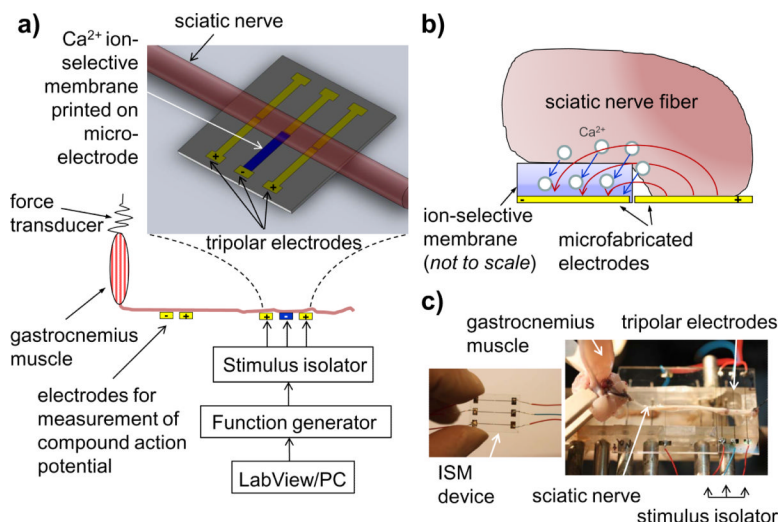 a)
sciatic nerve
Ca2+ ion-
selective
membrane
printed on
micro-
electrode
+
-
+
tripolar electrodes
force
transducer
gastrocnemius
muscle
- +
+ - +
electrodes for
measurement of
compound action
potential
Stimulus isolator
Function generator
LabView/PC
b)
sciatic nerve fiber
Ca2+
- +
ion-selective
membrane
(not to scale)
microfabricated
electrodes
c)
gastrocnemius
muscle
tripolar electrodes
ISM
device
sciatic nerve
stimulus isolator